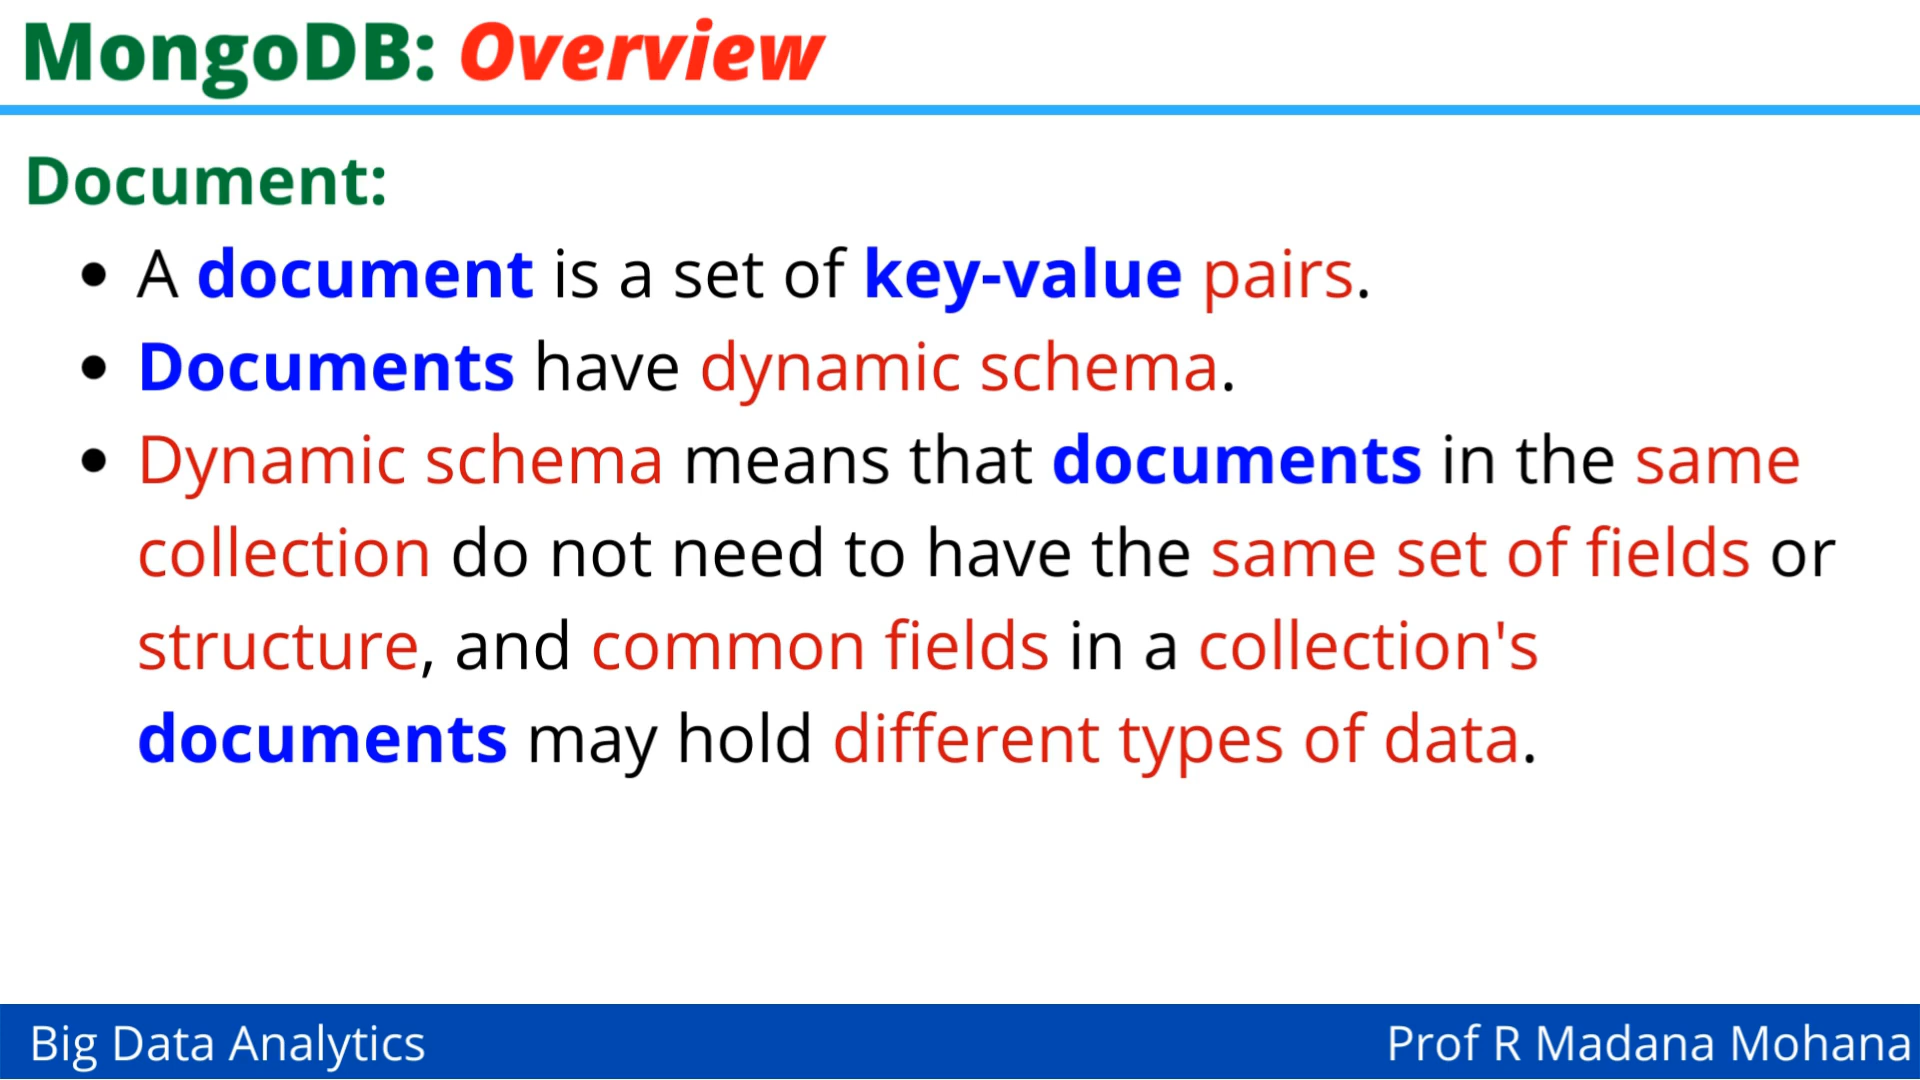 MongoDB: Overview
Document:
• A document is a set of key-value pairs.
• Documents have dynamic schema.
• Dynamic schema means that documents in the same
collection do not need to have the same set of fields or
structure, and common fields in a collection's
documents may hold different types of data.
Big Data Analytics
Prof R Madana Mohana